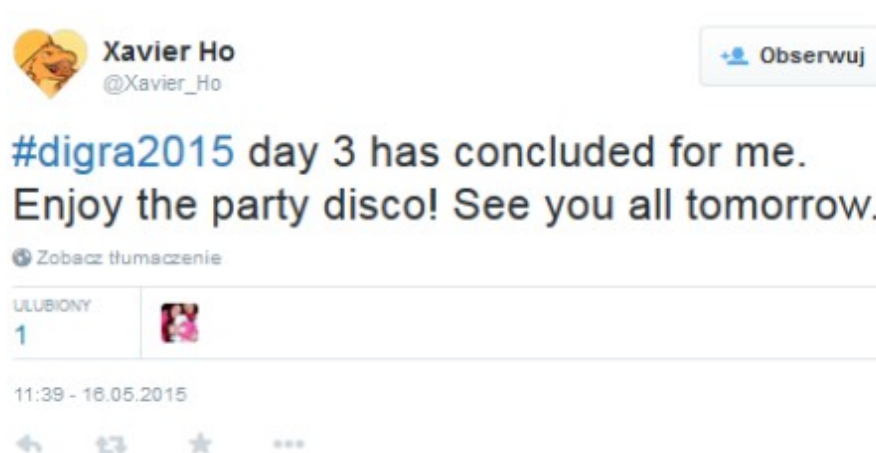 Xavier Ho
@Xavier_Ho
Obserwuj
#digra2015 day 3 has concluded for me.
Enjoy the party disco! See you all tomorrow.
Zobacz tłumaczenie
ULUBIONY
1
11:39 - 16.05.2015